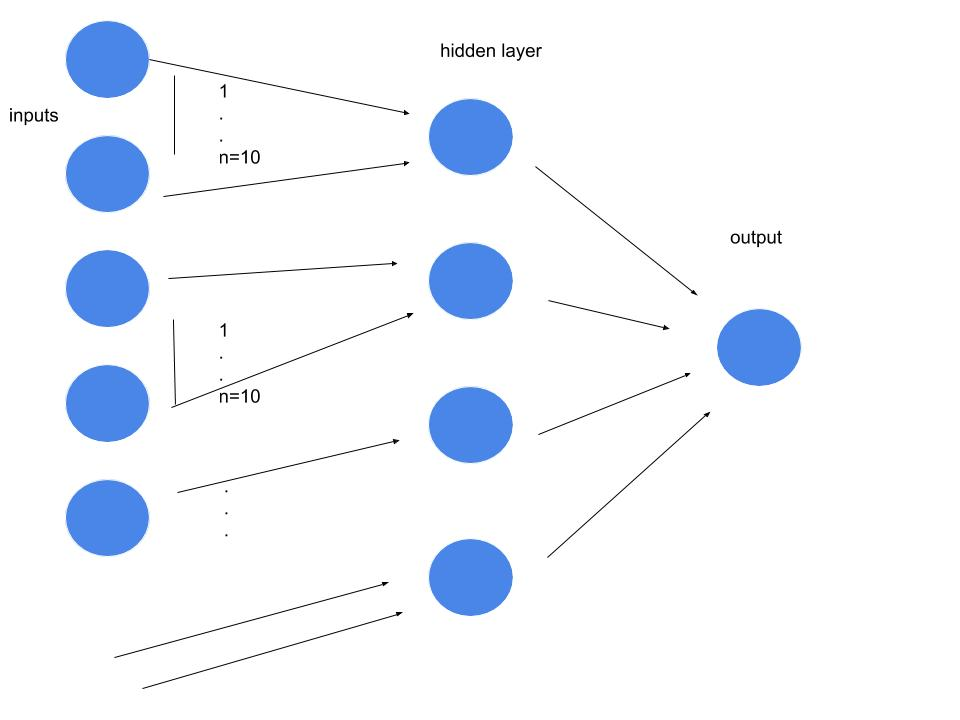 hidden layer
inputs
1
.
.
n=10
output
1
.
.
n=10
.
.
.